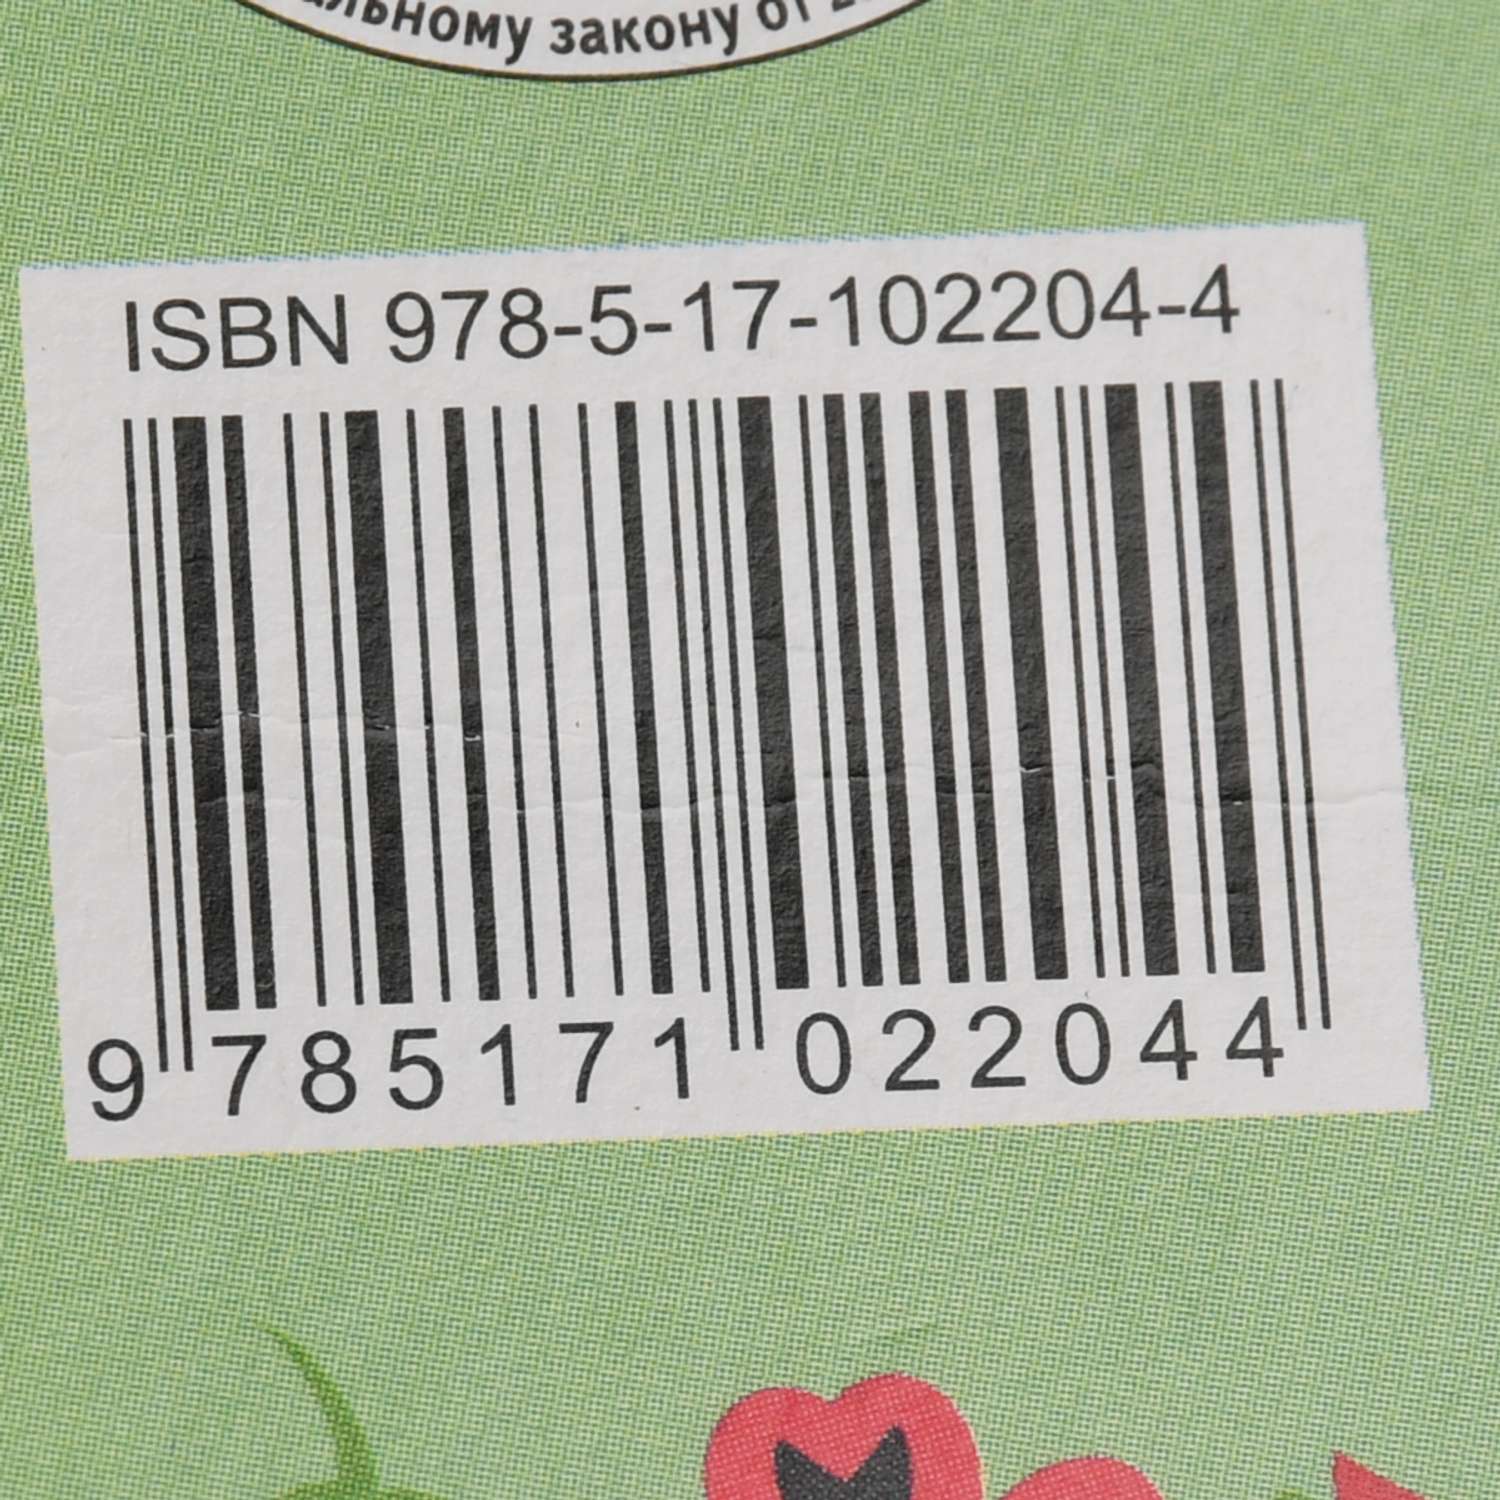 закону от
ISBN 978-5-17-102204-4
9 785171 022044